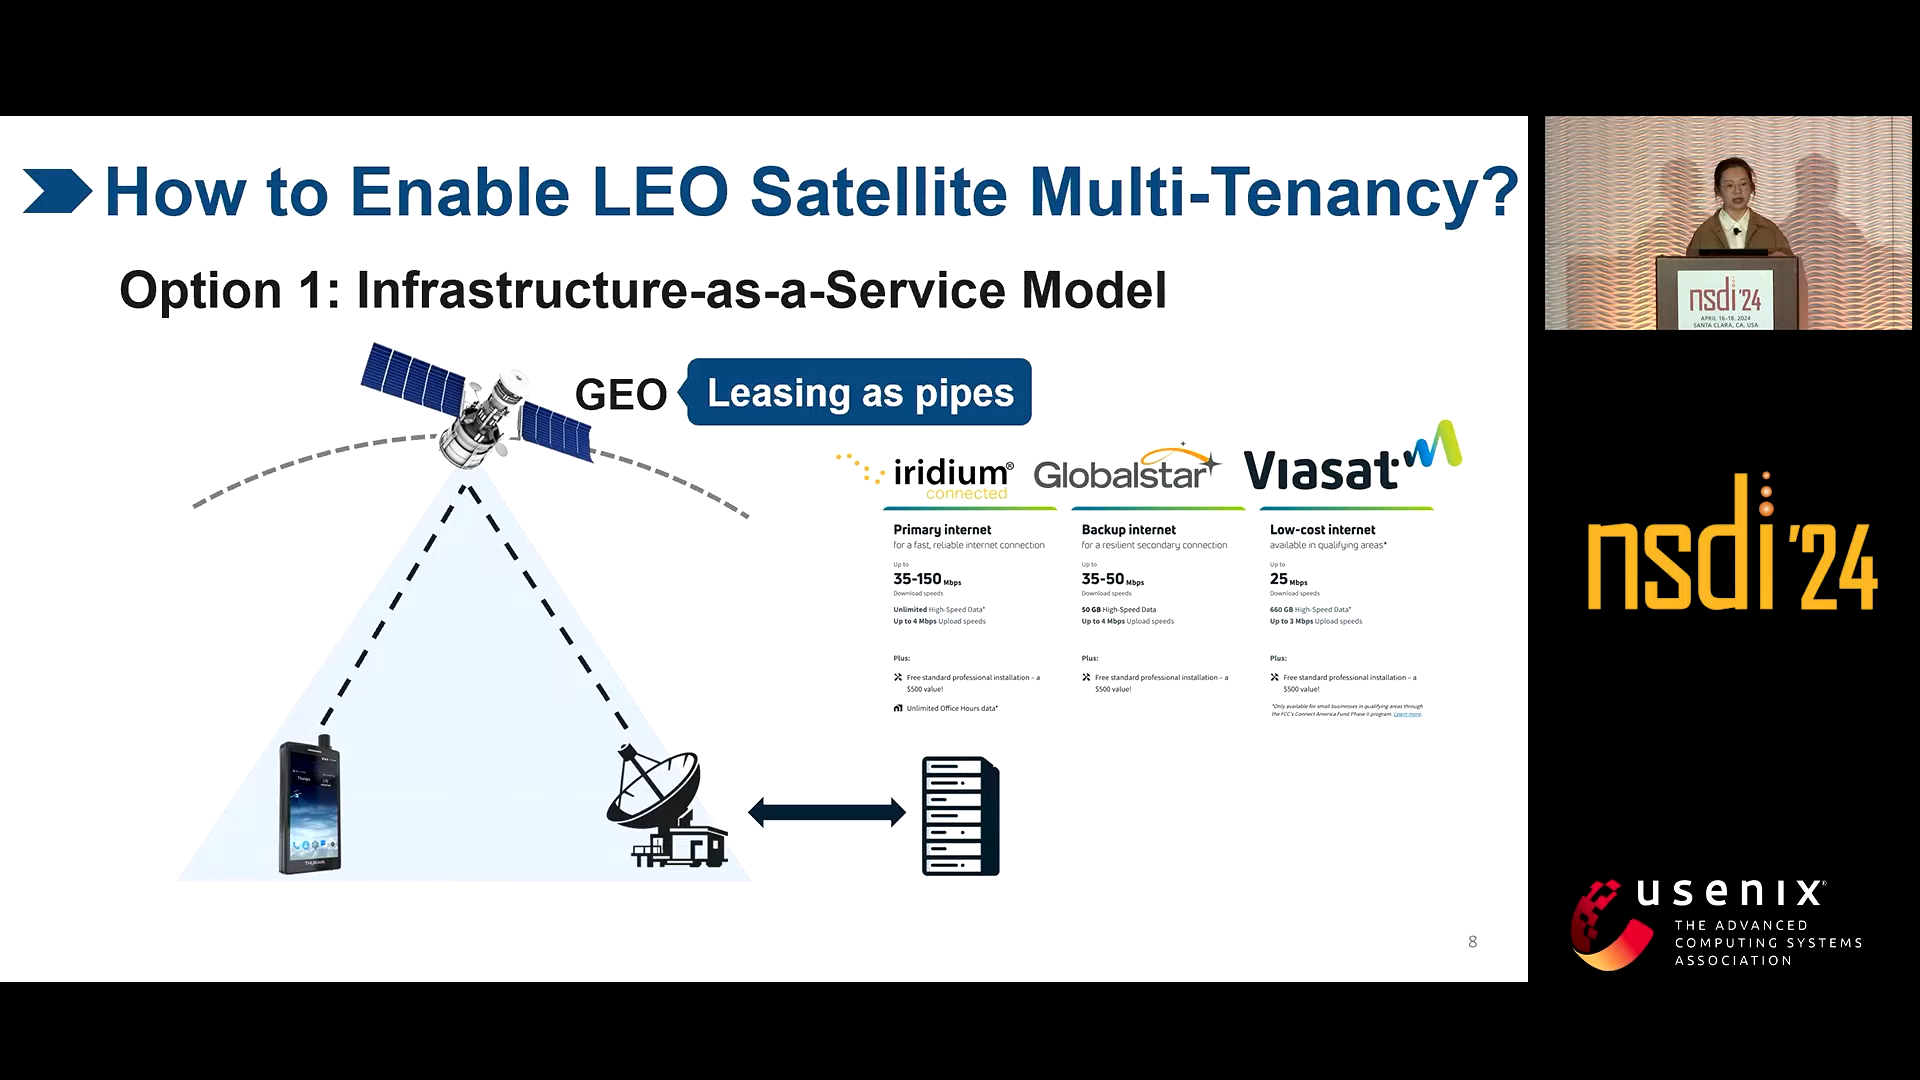 How to Enable LEO Satellite Multi-Tenancy?
Option 1: Infrastructure-as-a-Service Model
GEO
Leasing as pipes
iridium®
connected
Globalstar
Viasat
Primary internet
for a fast, reliable internet connection
Up to
35-150 Mbps
Download speeds
Unlimited High-Speed Data*
Up to 4 Mbps Upload speeds
Plus:
Free standard professional installation – a
$500 value!
Unlimited Office Hours data*
Backup internet
for a resilient secondary connection
Up to
35-50 Mbps
Download speeds
50 GB High-Speed Data
Up to 4 Mbps Upload speeds
Plus:
Free standard professional installation – a
$500 value!
Low-cost internet
available in qualifying areas*
Up to
25 Mbps
Download speeds
660 GB High-Speed Data*
Up to 3 Mbps Upload speeds
Plus:
Free standard professional installation – a
$500 value!
*Only available for small businesses in qualifying areas through
the FCC's Connect America Fund Phase II program. Learn more.
THURAYA
8
nsdi '24
APRIL 16–18, 2024
SANTA CLARA, CA, USA
nsdi '24
usenix®
THE ADVANCED
COMPUTING SYSTEMS
ASSOCIATION